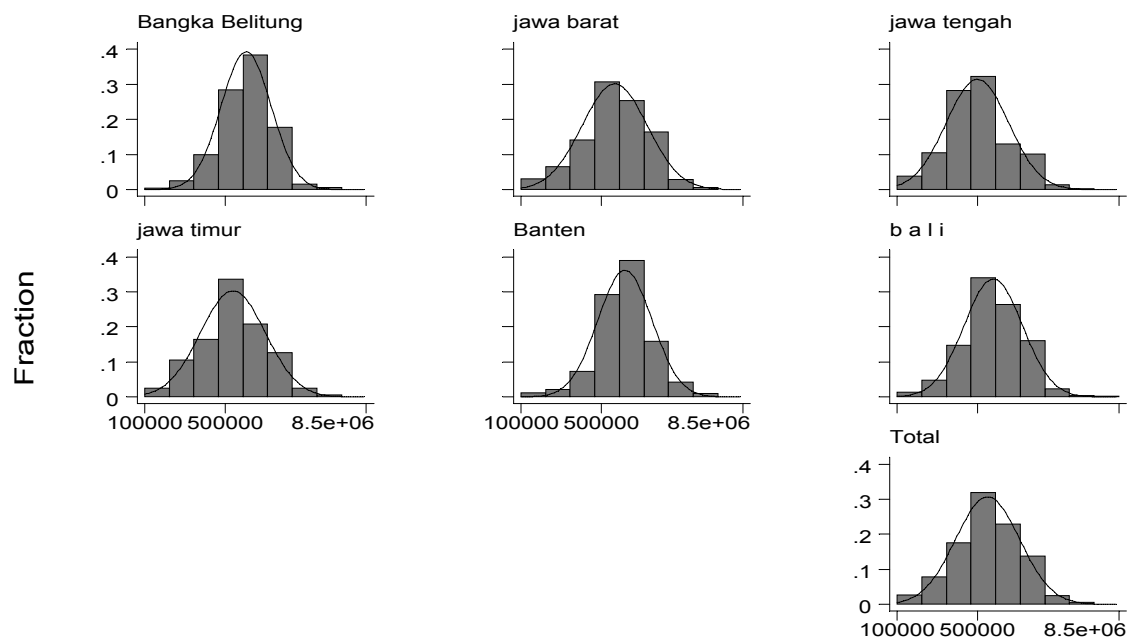 Bangka Belitung
jawa barat
jawa tengah
.4
.3
.2
.1
0
jawa timur
Banten
b a l i
.4
.3
.2
.1
0
100000 500000 8.5e+06
100000 500000 8.5e+06
Total
.4
.3
.2
.1
0
100000 500000 8.5e+06
Fraction